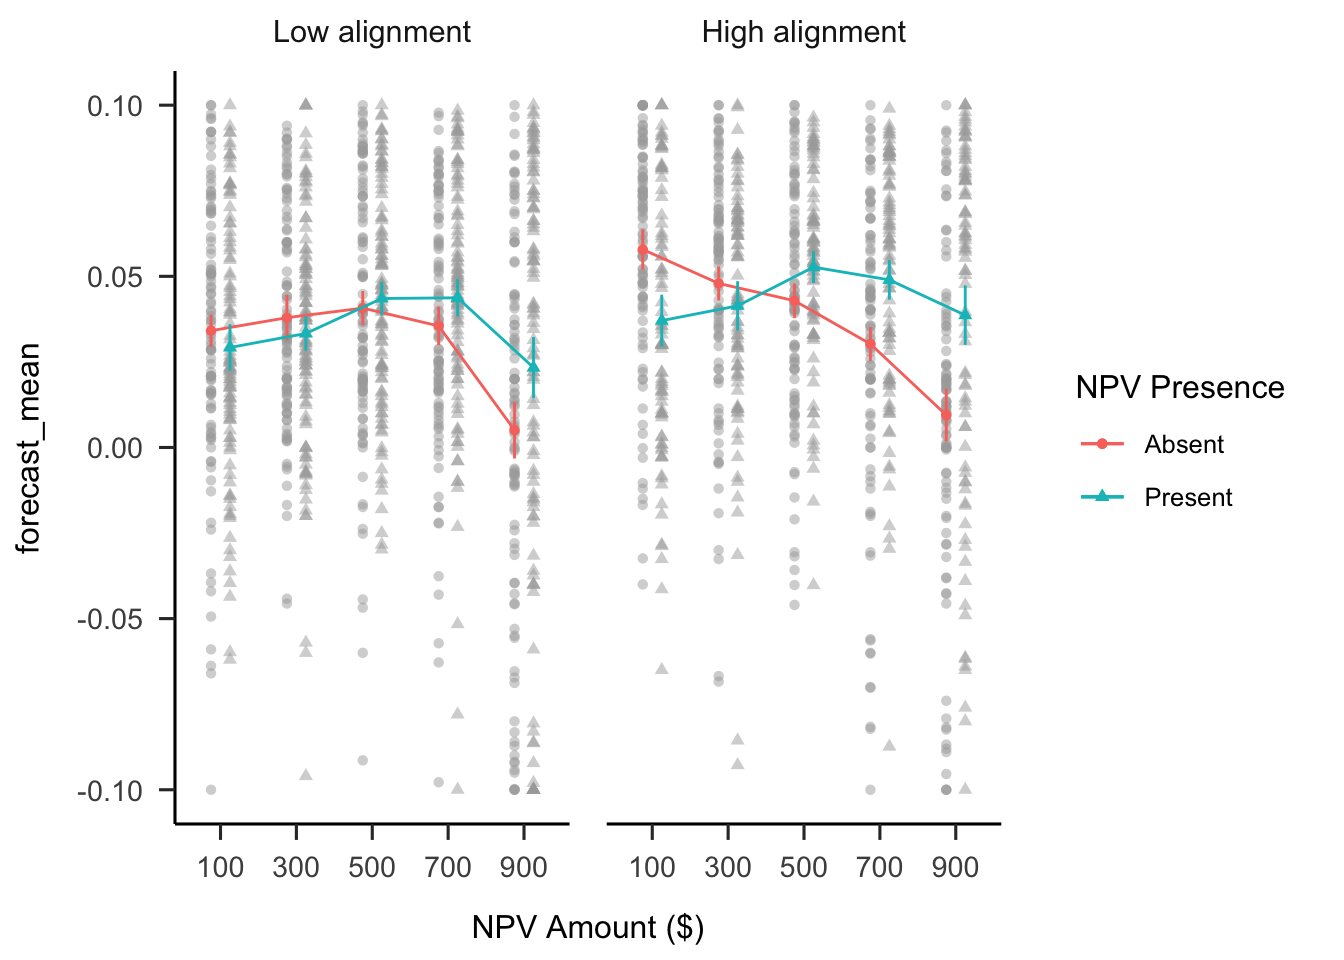 Low alignment
High alignment
0.10
0.05
0.00
-0.05
-0.10
forecast_mean
100 300 500 700 900
100 300 500 700 900
NPV Amount ($)
NPV Presence
Absent
Present